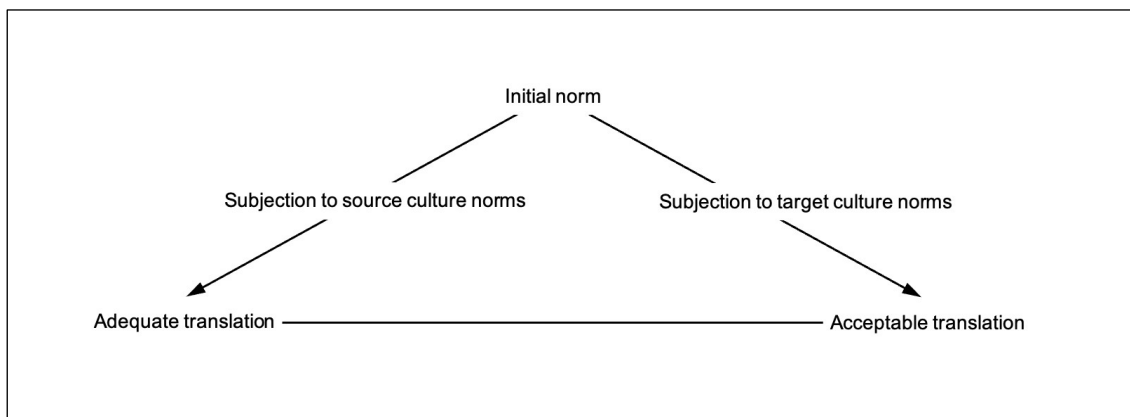 Initial norm
Subjection to source culture norms
Subjection to target culture norms
Adequate translation
Acceptable translation